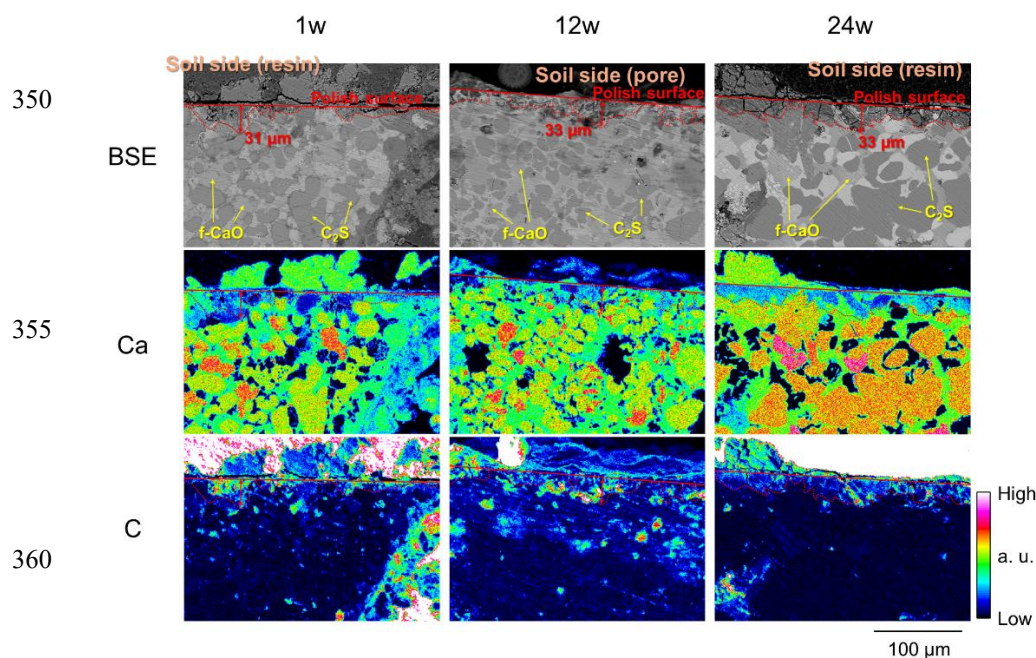 1w 12w 24w
350
BSE
Soil side (resin)
Polish surface
31 μm
f-CaO
C₂S
Soil side (pore)
Polish surface
33 μm
f-CaO
C₂S
Soil side (resin)
Polish surface
33 μm
f-CaO
C₂S
355
Ca
360
C
High
a. u.
Low
100 μm